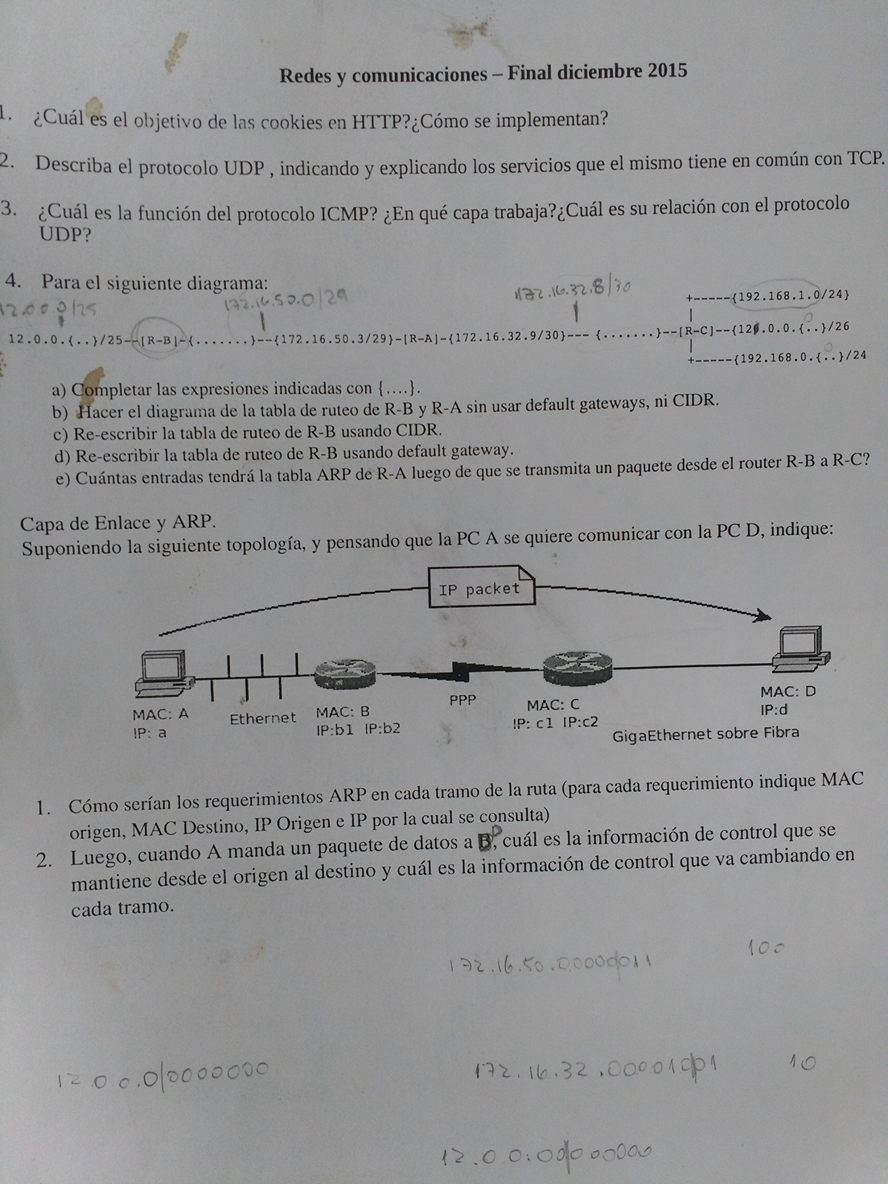 Redes y comunicaciones – Final diciembre 2015
1. ¿Cuál es el objetivo de las cookies en HTTP?¿Cómo se implementan?
2. Describa el protocolo UDP , indicando y explicando los servicios que el mismo tiene en común con TCP.
3. ¿Cuál es la función del protocolo ICMP? ¿En qué capa trabaja?¿Cuál es su relación con el protocolo
UDP?
4. Para el siguiente diagrama:
12.0.0.0/25 172.16.50.0/29 172.16.32.8/30
+-----{192.168.1.0/24}
|
12.0.0.{..}/25--[R-B]-{.......}--{172.16.50.3/29}-[R-A]-{172.16.32.9/30}--- {.......}--[R-C]--{12.0.0.{..}/26
|
+-----{192.168.0.{..}/24
a) Completar las expresiones indicadas con {....}.
b) Hacer el diagrama de la tabla de ruteo de R-B y R-A sin usar default gateways, ni CIDR.
c) Re-escribir la tabla de ruteo de R-B usando CIDR.
d) Re-escribir la tabla de ruteo de R-B usando default gateway.
e) Cuántas entradas tendrá la tabla ARP de R-A luego de que se transmita un paquete desde el router R-B a R-C?
Capa de Enlace y ARP.
Suponiendo la siguiente topología, y pensando que la PC A se quiere comunicar con la PC D, indique:
IP packet
MAC: A
IP: a
Ethernet
MAC: B
IP:b1 IP:b2
PPP
MAC: C
IP: c1 IP:c2
GigaEthernet sobre Fibra
MAC: D
IP:d
1. Cómo serían los requerimientos ARP en cada tramo de la ruta (para cada requerimiento indique MAC
origen, MAC Destino, IP Origen e IP por la cual se consulta)
2. Luego, cuando A manda un paquete de datos a D, cuál es la información de control que se
mantiene desde el origen al destino y cuál es la información de control que va cambiando en
cada tramo.
172.16.50.00000011 100
12.0.0.0|0000000
172.16.32.00001001 10
12.0.0.00|000000